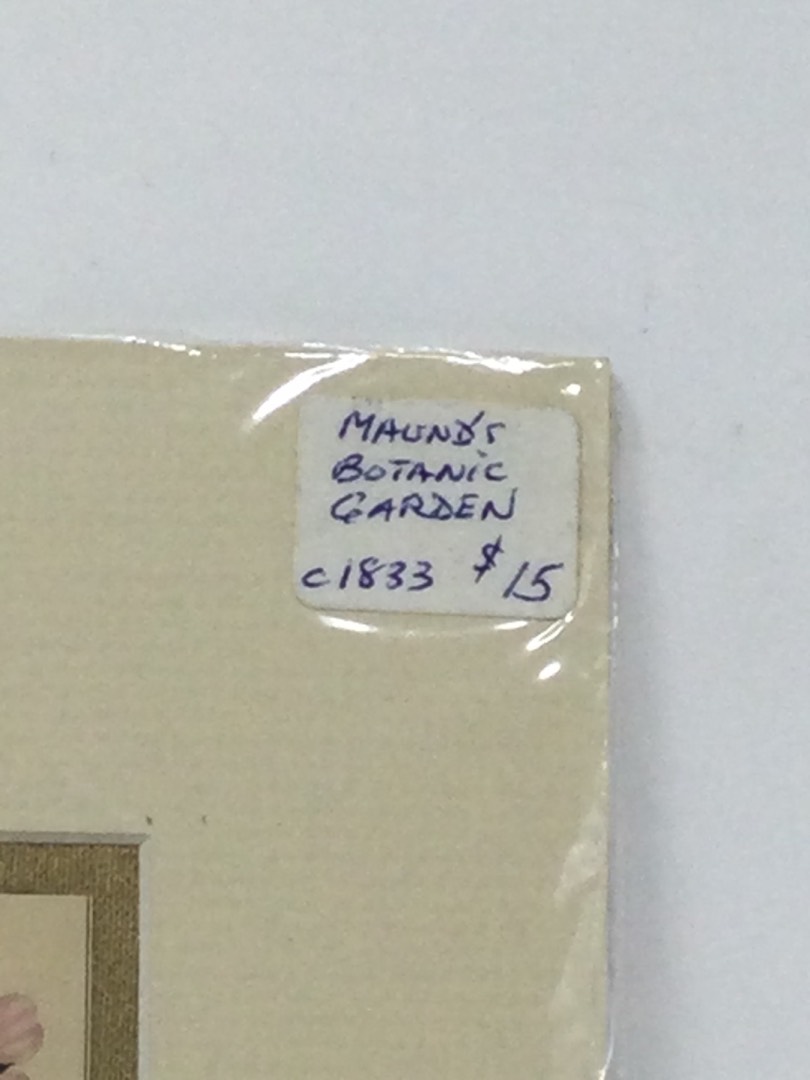 MAUND'S
BOTANIC
GARDEN
c1833 $15